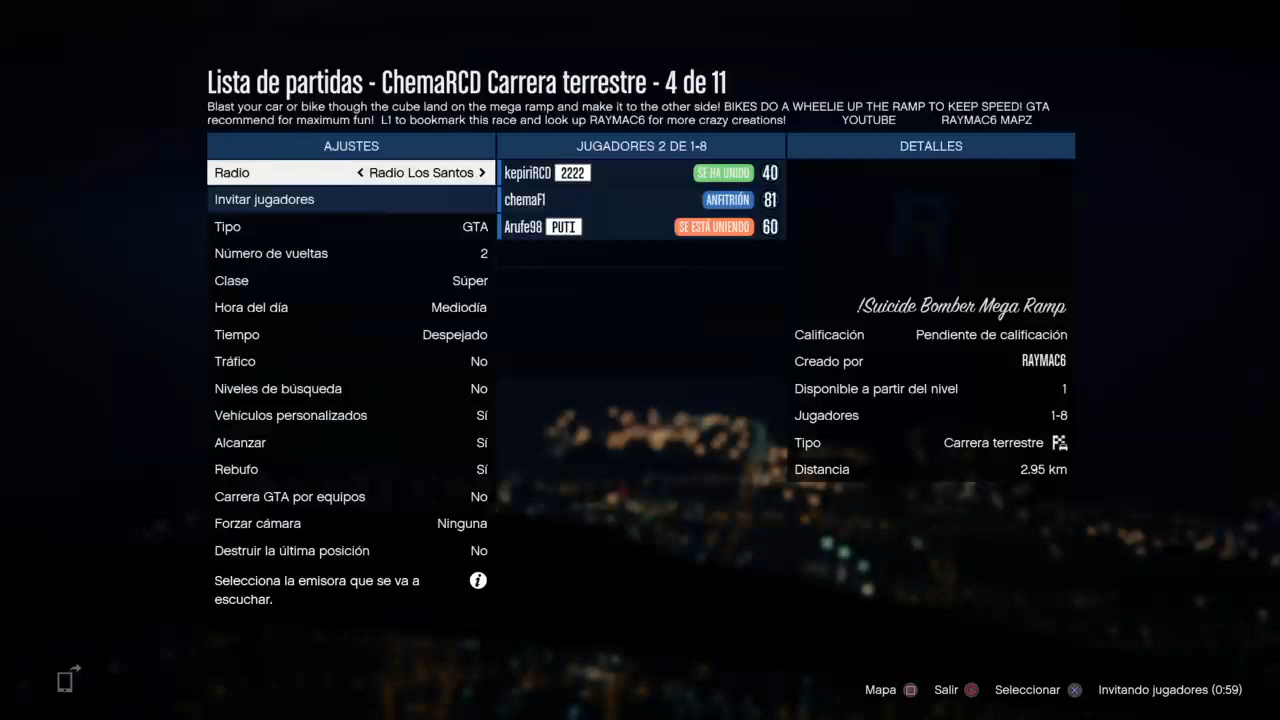 Lista de partidas - ChemaRCD Carrera terrestre - 4 de 11
Blast your car or bike though the cube land on the mega ramp and make it to the other side! BIKES DO A WHEELIE UP THE RAMP TO KEEP SPEED! GTA
recommend for maximum fun! L1 to bookmark this race and look up RAYMAC6 for more crazy creations! YOUTUBE RAYMAC6 MAPZ
AJUSTES
Radio Radio Los Santos
Invitar jugadores
Tipo GTA
Número de vueltas 2
Clase Súper
Hora del día Mediodía
Tiempo Despejado
Tráfico No
Niveles de búsqueda No
Vehículos personalizados Sí
Alcanzar Sí
Rebufo Sí
Carrera GTA por equipos No
Forzar cámara Ninguna
Destruir la última posición No
Selecciona la emisora que se va a
escuchar.
JUGADORES 2 DE 1-8
kepiriRCD 2222 SE HA UNIDO 40
chemaF1 ANFITRIÓN 81
Arufe98 PUTI SE ESTÁ UNIENDO 60
DETALLES
!Suicide Bomber Mega Ramp
Calificación Pendiente de calificación
Creado por RAYMAC6
Disponible a partir del nivel 1
Jugadores 1-8
Tipo Carrera terrestre
Distancia 2.95 km
Mapa Salir Seleccionar Invitando jugadores (0:59)